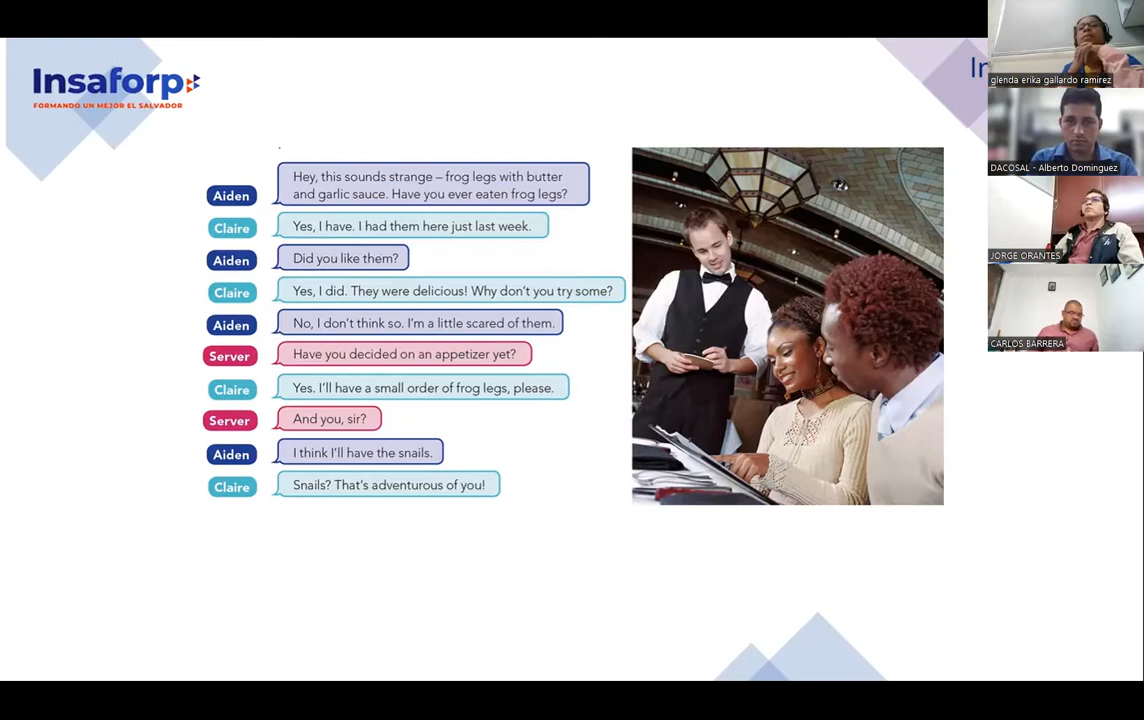 Insaforp
FORMANDO UN MEJOR EL SALVADOR
Aiden
Hey, this sounds strange – frog legs with butter
and garlic sauce. Have you ever eaten frog legs?
Claire
Yes, I have. I had them here just last week.
Aiden
Did you like them?
Claire
Yes, I did. They were delicious! Why don't you try some?
Aiden
No, I don't think so. I'm a little scared of them.
Server
Have you decided on an appetizer yet?
Claire
Yes. I'll have a small order of frog legs, please.
Server
And you, sir?
Aiden
I think I'll have the snails.
Claire
Snails? That's adventurous of you!
glenda erika gallardo ramirez
DACOSAL - Alberto Dominguez
JORGE ORANTES
CARLOS BARRERA